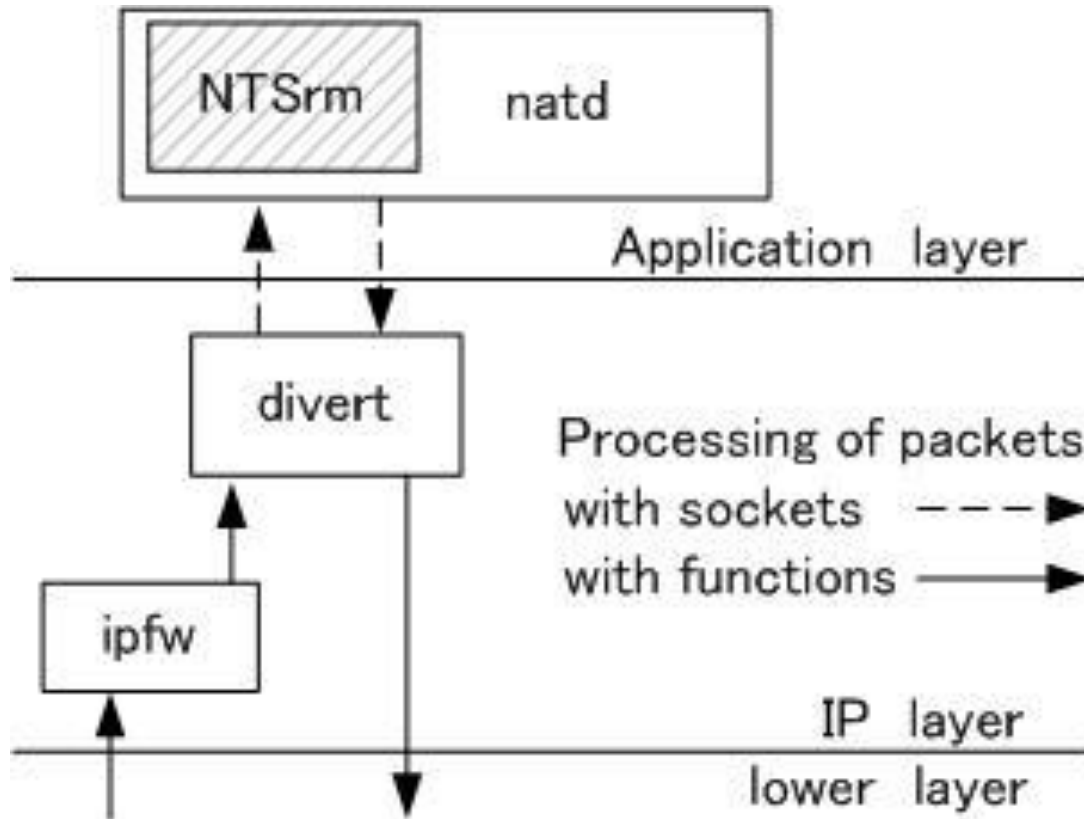 NTSrm natd
Application layer
divert
Processing of packets
with sockets
with functions
ipfw
IP layer
lower layer